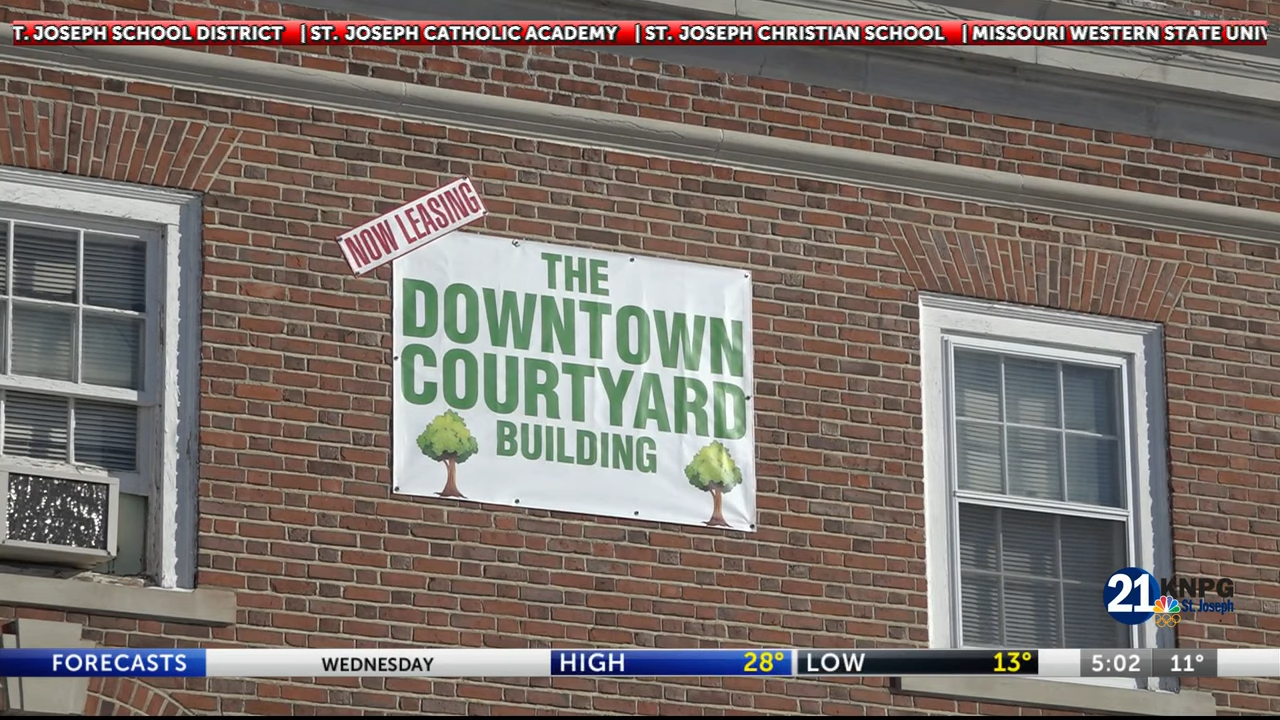 T. JOSEPH SCHOOL DISTRICT | ST. JOSEPH CATHOLIC ACADEMY | ST. JOSEPH CHRISTIAN SCHOOL | MISSOURI WESTERN STATE UNIV
NOW LEASING
THE
DOWNTOWN
COURTYARD
BUILDING
21 KNPG
St. Joseph
FORECASTS WEDNESDAY HIGH 28° LOW 13° 5:02 11°